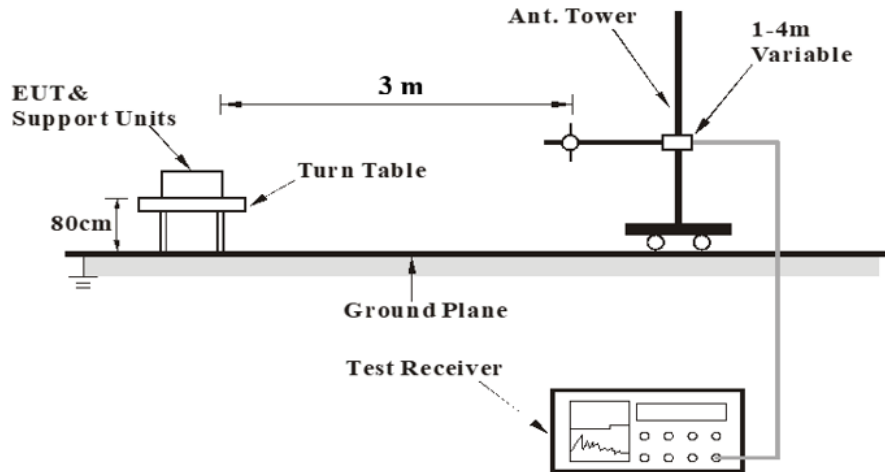 Ant. Tower
1-4m
Variable
3 m
EUT&
Support Units
Turn Table
80cm
Ground Plane
Test Receiver